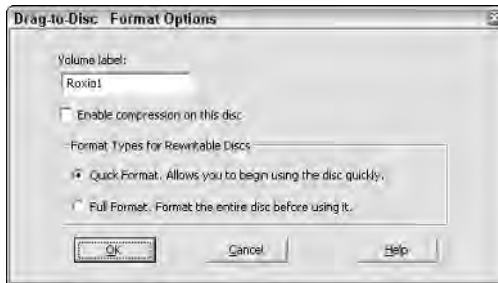 Drag-to-Disc Format Options
Volume label:
Roxio1
Enable compression on this disc
Format Types for Rewritable Discs
Quick Format. Allows you to begin using the disc quickly.
Full Format. Format the entire disc before using it.
OK
Cancel
Help